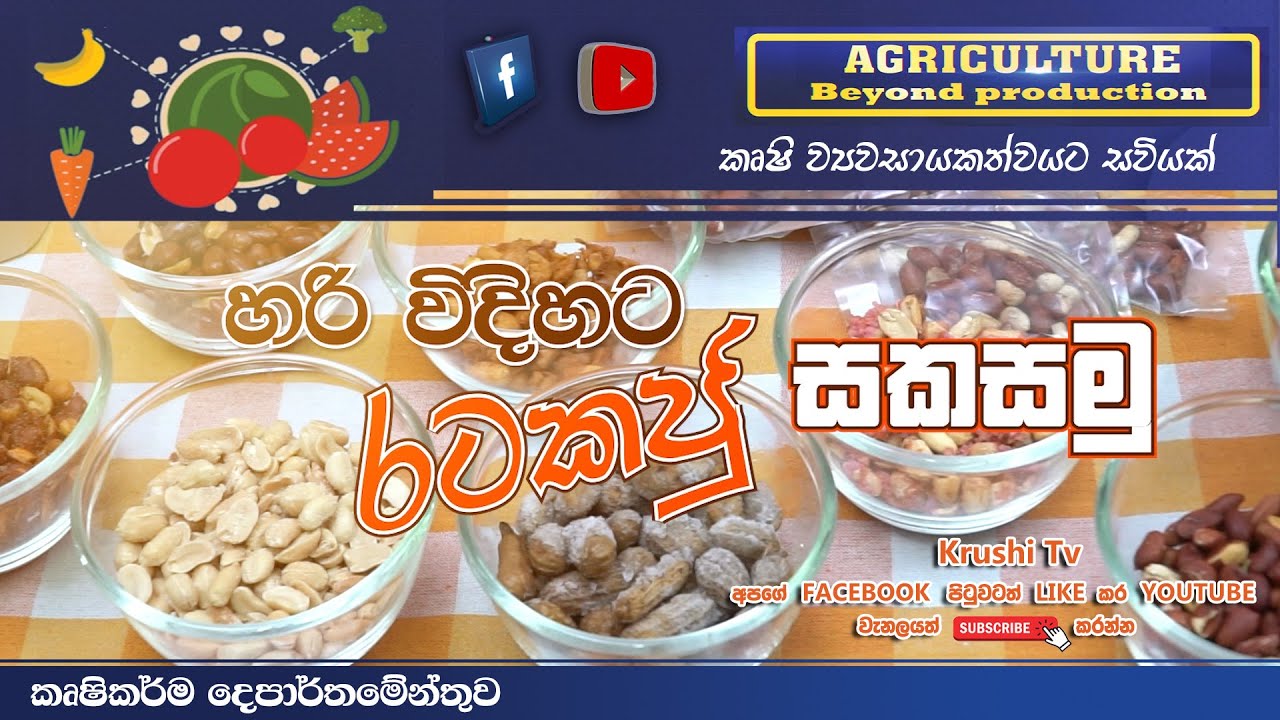 AGRICULTURE
Beyond production
කෘෂි ව්‍යවසායකත්වයට සවියක්
හරි විදිහට
රටකජු සකසමු
Krushi Tv
අපගේ FACEBOOK පිටුවටත් LIKE කර YOUTUBE
චැනලයත් SUBSCRIBE කරන්න
කෘෂිකර්ම දෙපාර්තමේන්තුව